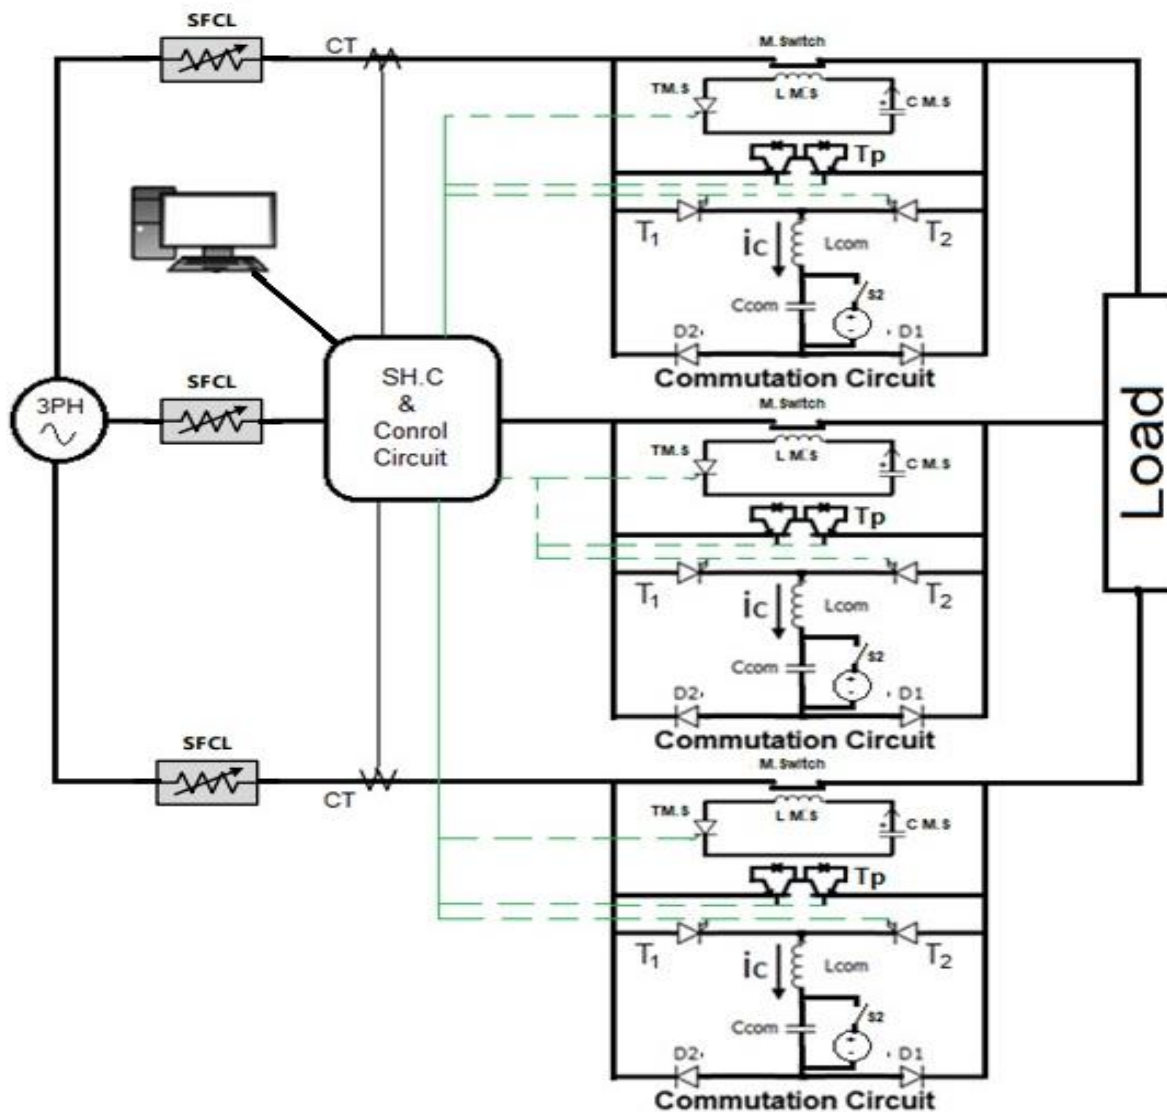 SFCL
CT
M. Switch
TM.S
L M.S
+
C M.S
Tp
T1
T2
ic
Lcom
Ccom
S2
+
-
D2
D1
Commutation Circuit
3PH
SFCL
SH.C
&
Conrol
Circuit
M. Switch
TM.S
L M.S
+
C M.S
Tp
T1
T2
ic
Lcom
Ccom
S2
+
-
D2
D1
Commutation Circuit
Load
SFCL
CT
M. Switch
TM.S
L M.S
+
C M.S
Tp
T1
T2
ic
Lcom
Ccom
S2
+
-
D2
D1
Commutation Circuit